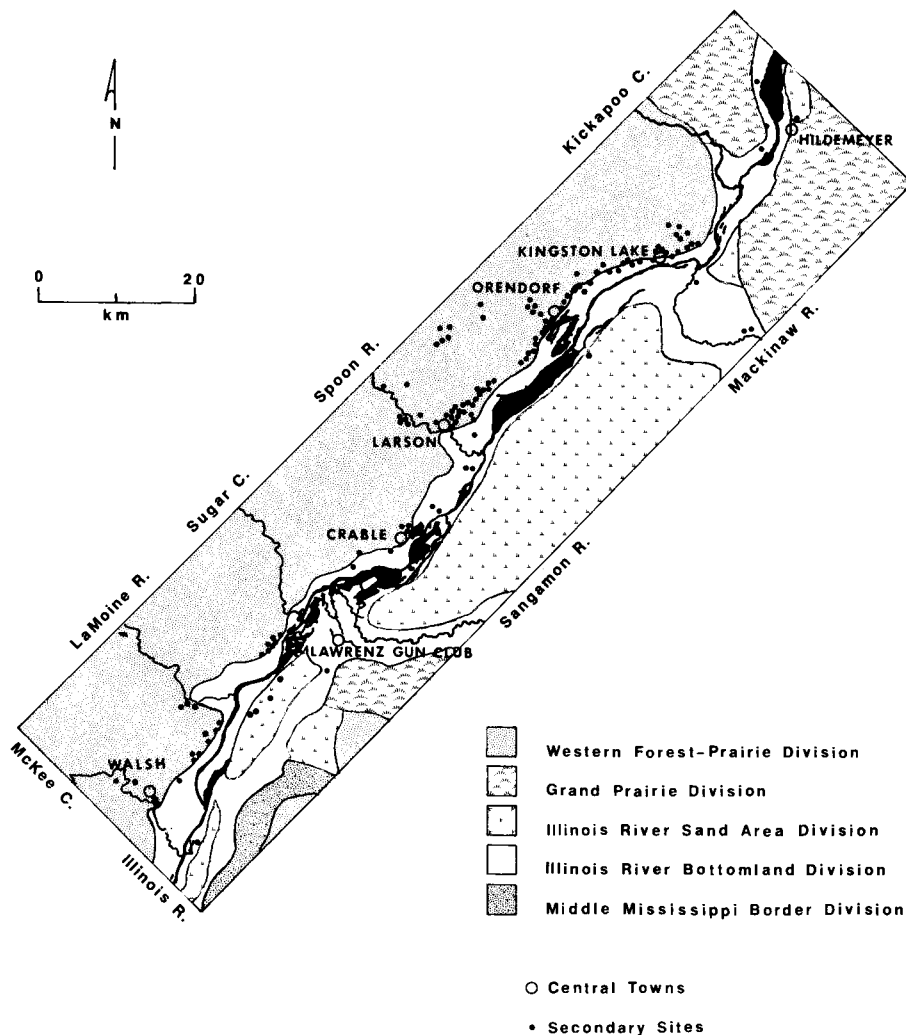 N
0 20
km
Kickapoo C.
HILDEMEYER
KINGSTON LAKE
ORENDORF
Mackinaw R.
Spoon R.
LARSON
Sugar C.
CRABLE
Sangamon R.
LaMoine R.
LAWRENZ GUN CLUB
McKee C.
WALSH
Illinois R.
Western Forest-Prairie Division
Grand Prairie Division
Illinois River Sand Area Division
Illinois River Bottomland Division
Middle Mississippi Border Division
Central Towns
Secondary Sites